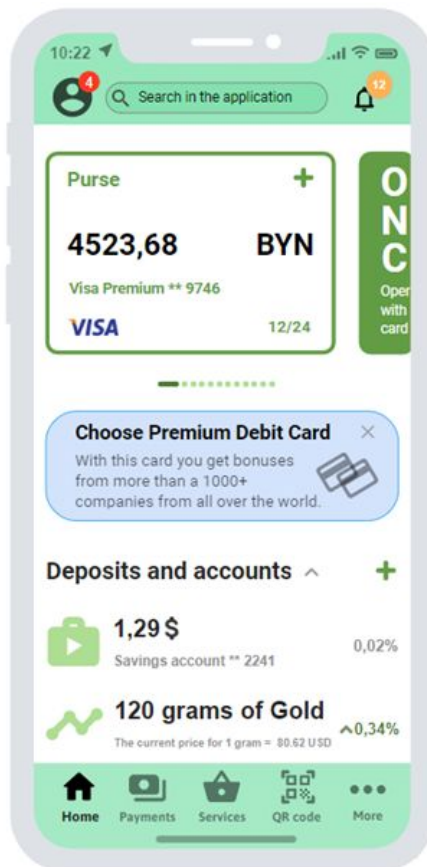 10:22
4
Search in the application
12
Purse +
4523,68 BYN
Visa Premium ** 9746
VISA 12/24
O
N
C
Open
with
card
Choose Premium Debit Card ×
With this card you get bonuses
from more than a 1000+
companies from all over the world.
Deposits and accounts +
1,29 $
Savings account ** 2241
0,02%
120 grams of Gold
The current price for 1 gram = 80.62 USD
0,34%
Home Payments Services QR code More